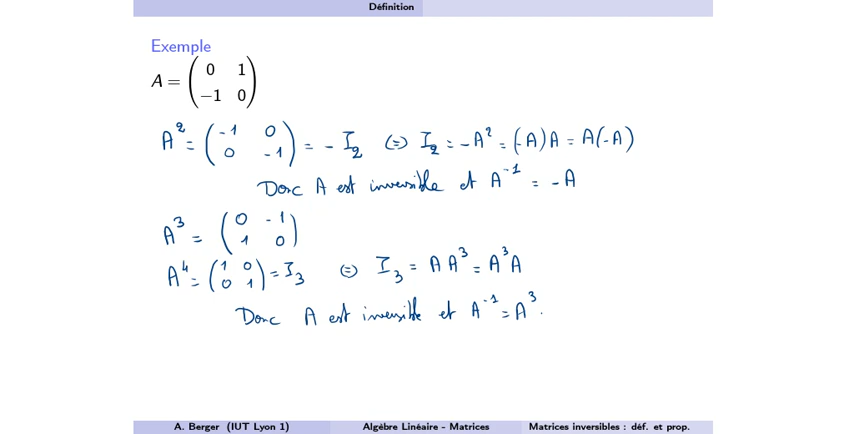 Définition
Exemple
A = ( 0 1 ; −1 0 )
A² = ( -1 0 ; 0 -1 ) = - I₂ (=) I₂ = -A² = (-A)A = A(-A)
Donc A est inversible et A⁻¹ = -A
A³ = ( 0 -1 ; 1 0 )
A⁴ = ( 1 0 ; 0 1 ) = I₃ (=) I₃ = A A³ = A³A
Donc A est inversible et A⁻¹ = A³.
A. Berger (IUT Lyon 1) Algèbre Linéaire - Matrices Matrices inversibles : déf. et prop.